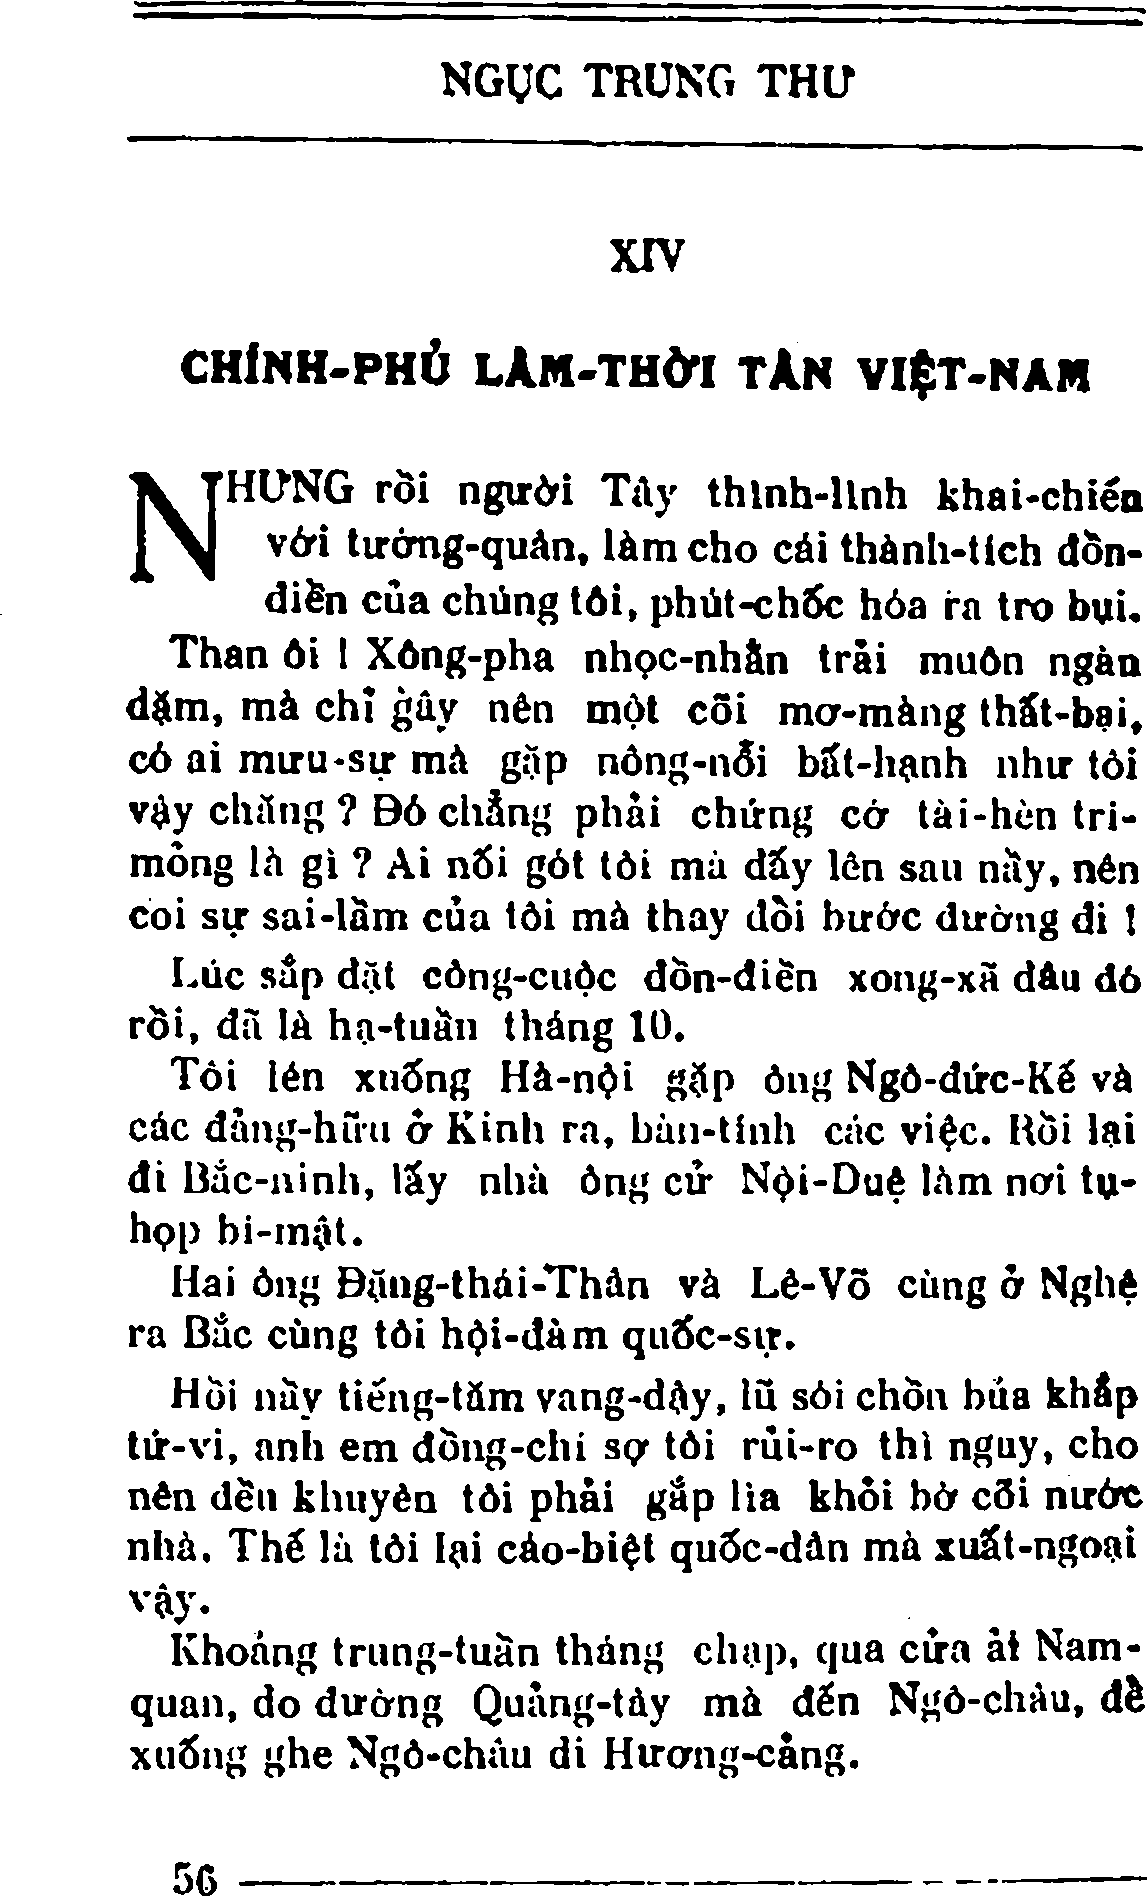 NGỤC TRUNG THƯ
XIV
CHÍNH-PHỦ LÂM-THỜI TÂN VIỆT-NAM
NHƯNG rồi người Tây thình-lình khai-chiến
với tướng-quân, làm cho cái thành-tích đồn-
điền của chúng tôi, phút-chốc hóa ra tro bụi.
Than ôi ! Xông-pha nhọc-nhằn trải muôn ngàn
dặm, mà chỉ gây nên một cõi mơ-màng thất-bại,
có ai mưu-sự mà gặp nông-nỗi bất-hạnh như tôi
vậy chăng ? Đó chẳng phải chứng cớ tài-hèn trí-
mỏng là gì ? Ai nối gót tôi mà dấy lên sau nầy, nên
coi sự sai-lầm của tôi mà thay đồi bước đường đi !
Lúc sắp đặt công-cuộc đồn-điền xong-xã đâu đó
rồi, đã là hạ-tuần tháng 10.
Tôi lén xuống Hà-nội gặp ông Ngô-đức-Kế và
các đảng-hữu ở Kinh ra, bàn-tính các việc. Rồi lại
đi Bắc-ninh, lấy nhà ông cử Nội-Duệ làm nơi tụ-
họp bí-mật.
Hai ông Đặng-thái-Thân và Lê-Võ cùng ở Nghệ
ra Bắc cùng tôi hội-đàm quốc-sự.
Hồi nầy tiếng-tăm vang-dậy, lũ sói chồn búa khắp
tứ-vi, anh em đồng-chí sợ tôi rủi-ro thì nguy, cho
nên đều khuyên tôi phải gắp lìa khỏi bờ cõi nước
nhà. Thế là tôi lại cáo-biệt quốc-dân mà xuất-ngoại
vậy.
Khoảng trung-tuần tháng chạp, qua cửa ải Nam-
quan, do đường Quảng-tây mà đến Ngô-châu, để
xuống ghe Ngô-châu di Hương-cảng.
56